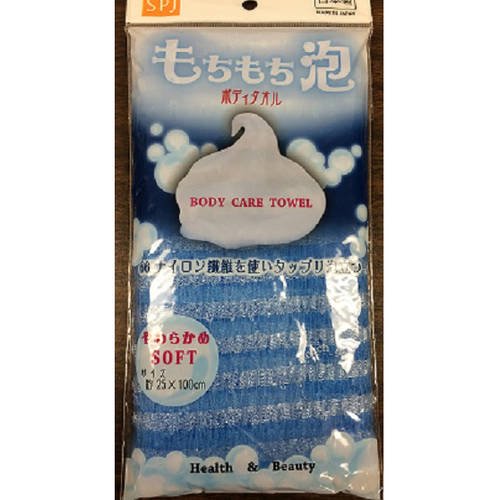 SPJ
もちもち泡
ボディタオル
BODY CARE TOWEL
66ナイロン繊維を使いタップリ泡立つ
やわらかめ
SOFT
サイズ
約25×100cm
Health & Beauty